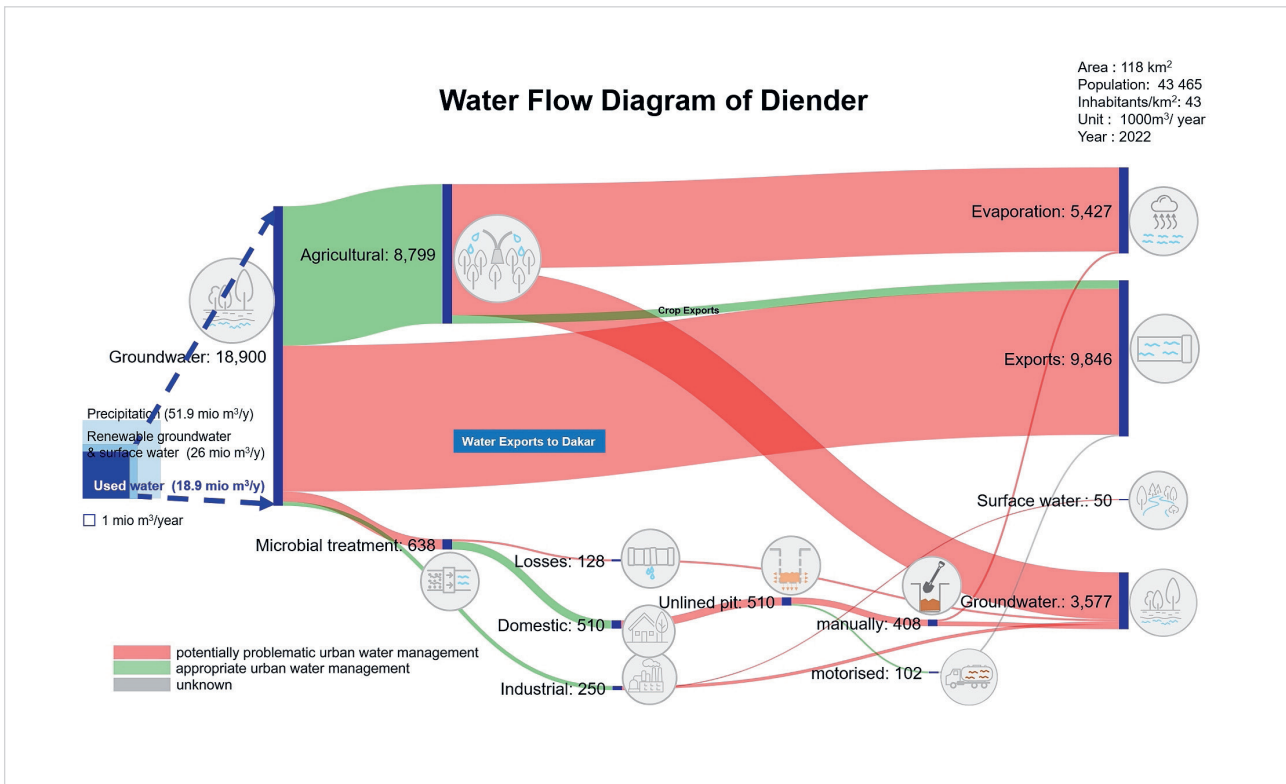 Water Flow Diagram of Diender
Area : 118 km²
Population: 43 465
Inhabitants/km²: 43
Unit : 1000m³/ year
Year : 2022
Evaporation: 5,427
Agricultural: 8,799
Crop Exports
Groundwater: 18,900
Exports: 9,846
Precipitation (51.9 mio m³/y)
Renewable groundwater
& surface water (26 mio m³/y)
Water Exports to Dakar
Used water (18.9 mio m³/y)
1 mio m³/year
Surface water.: 50
Microbial treatment: 638
Losses: 128
Unlined pit: 510
Groundwater.: 3,577
Domestic: 510
manually: 408
potentially problematic urban water management
appropriate urban water management
unknown
motorised: 102
Industrial: 250